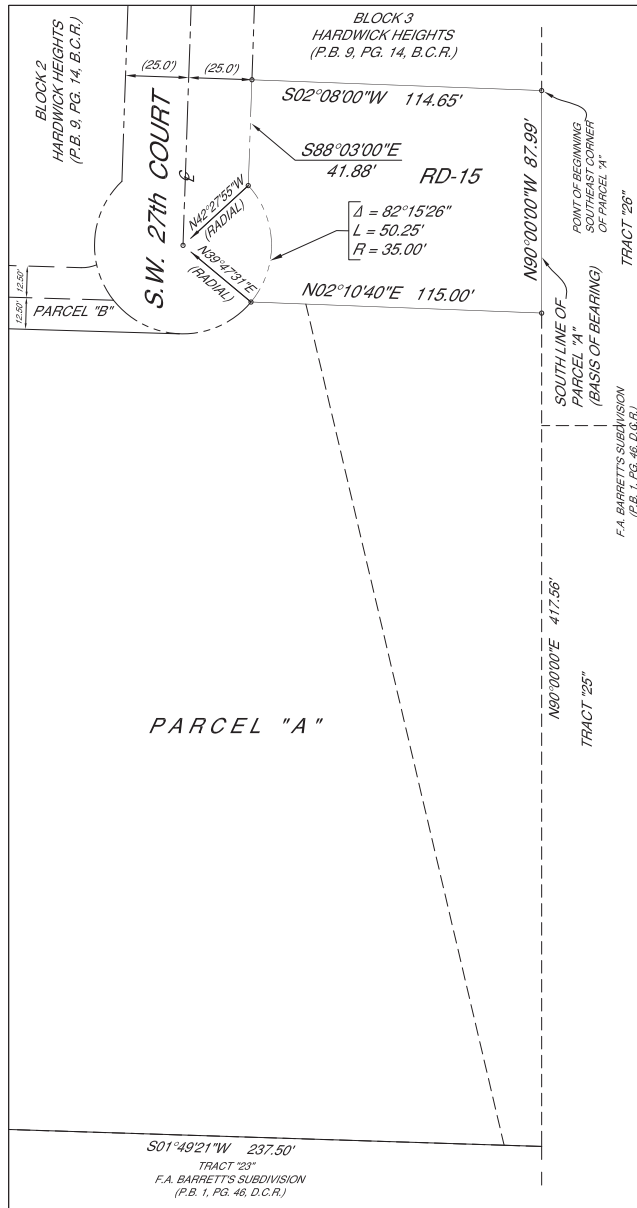 BLOCK 3
HARDWICK HEIGHTS
(P.B. 9, PG. 14, B.C.R.)
BLOCK 2
HARDWICK HEIGHTS
(P.B. 9, PG. 14, B.C.R.)
(25.0')
(25.0')
S.W. 27th COURT
S02°08'00"W 114.65'
S88°03'00"E
41.88'
RD-15
N42°27'55"W
(RADIAL)
Δ = 82°15'26"
L = 50.25'
R = 35.00'
N39°47'31"E
(RADIAL)
N02°10'40"E 115.00'
N90°00'00"W 87.99'
POINT OF BEGINNING
SOUTHEAST CORNER
OF PARCEL "A"
TRACT "26"
SOUTH LINE OF
PARCEL "A"
(BASIS OF BEARING)
12.50'
12.50'
PARCEL "B"
F.A. BARRETT'S SUBDIVISION
(P.B. 1, PG. 46, D.C.R.)
N90°00'00"E 417.56'
TRACT "25"
PARCEL "A"
S01°49'21"W 237.50'
TRACT "23"
F.A. BARRETT'S SUBDIVISION
(P.B. 1, PG. 46, D.C.R.)